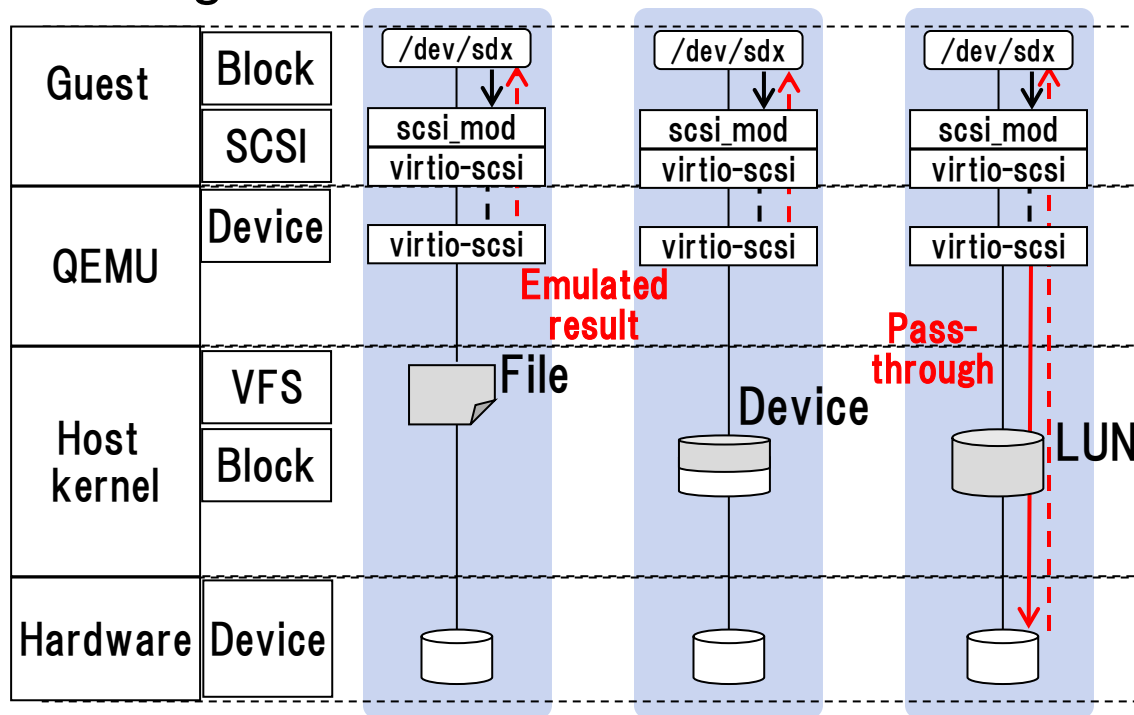 Guest
Block
SCSI
/dev/sdx
/dev/sdx
/dev/sdx
scsi_mod
scsi_mod
scsi_mod
virtio-scsi
virtio-scsi
virtio-scsi
QEMU
Device
virtio-scsi
virtio-scsi
virtio-scsi
Emulated
result
Pass-
through
Host
kernel
VFS
Block
File
Device
LUN
Hardware
Device